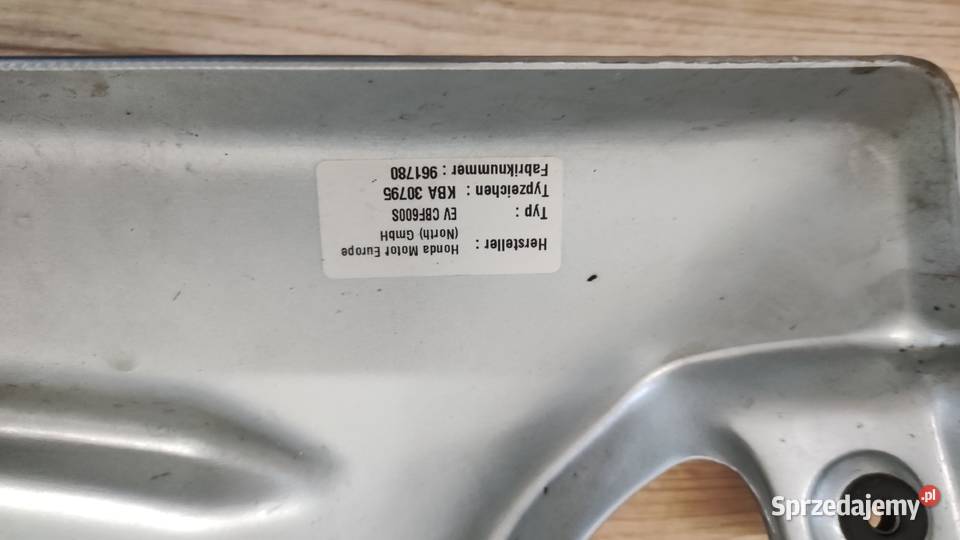 Hersteller : Honda Motor Europe
(North) GmbH
Typ : EV CBF600S
Typzeichen : KBA 30795
Fabriknummer : 961780
Sprzedajemy.pl